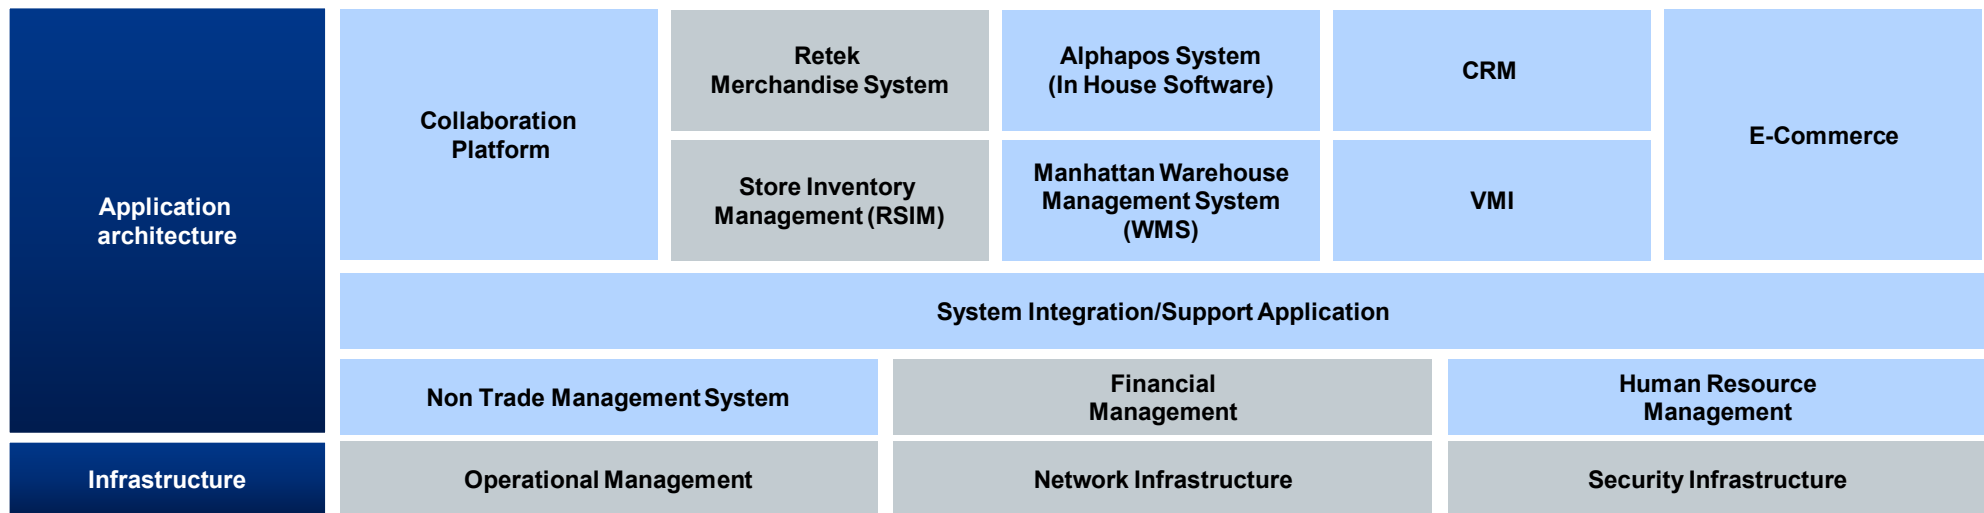 Application
architecture
Collaboration
Platform
Retek
Merchandise System
Store Inventory
Management (RSIM)
Alphapos System
(In House Software)
Manhattan Warehouse
Management System
(WMS)
CRM
VMI
E-Commerce
System Integration/Support Application
Non Trade Management System
Financial
Management
Human Resource
Management
Infrastructure
Operational Management
Network Infrastructure
Security Infrastructure